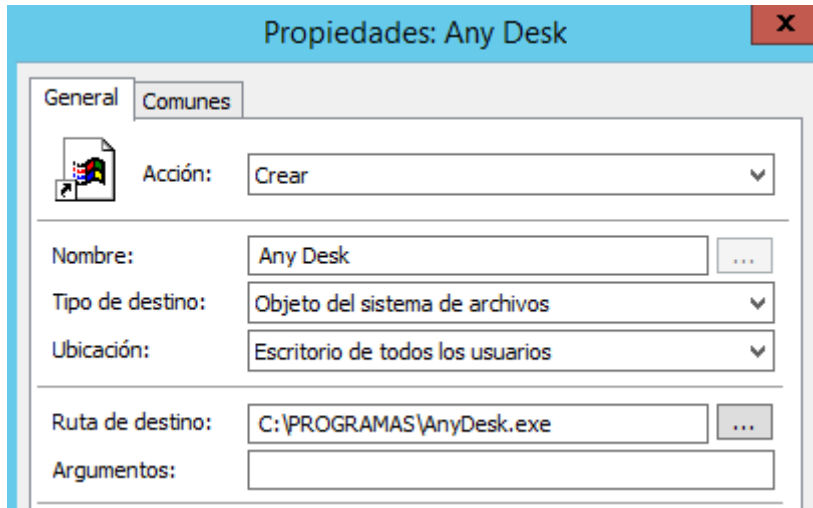 Propiedades: Any Desk
x
General Comunes
Acción: Crear
Nombre: Any Desk ...
Tipo de destino: Objeto del sistema de archivos
Ubicación: Escritorio de todos los usuarios
Ruta de destino: C:\PROGRAMAS\AnyDesk.exe ...
Argumentos: